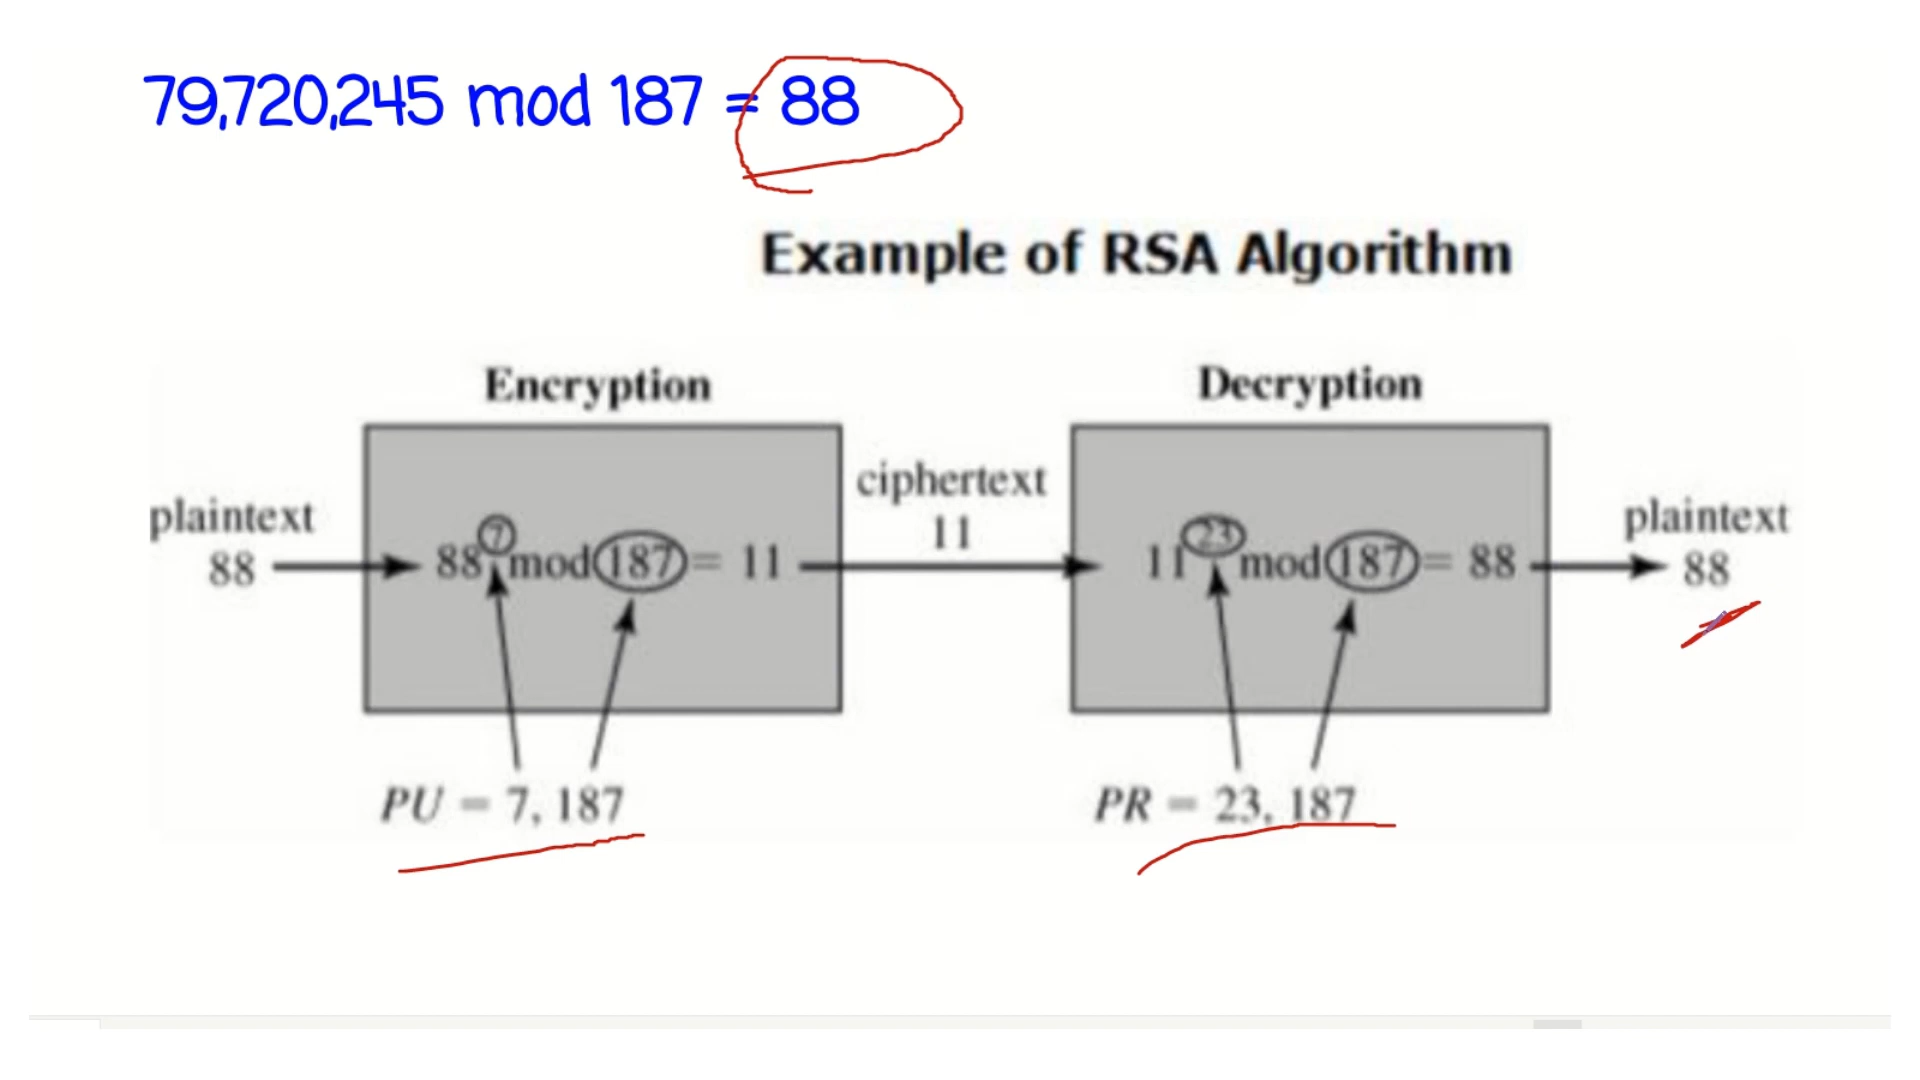 79,720,245 mod 187 = 88
Example of RSA Algorithm
Encryption
Decryption
plaintext
88
88^7 mod 187 = 11
ciphertext
11
11^23 mod 187 = 88
plaintext
88
PU = 7, 187
PR = 23, 187